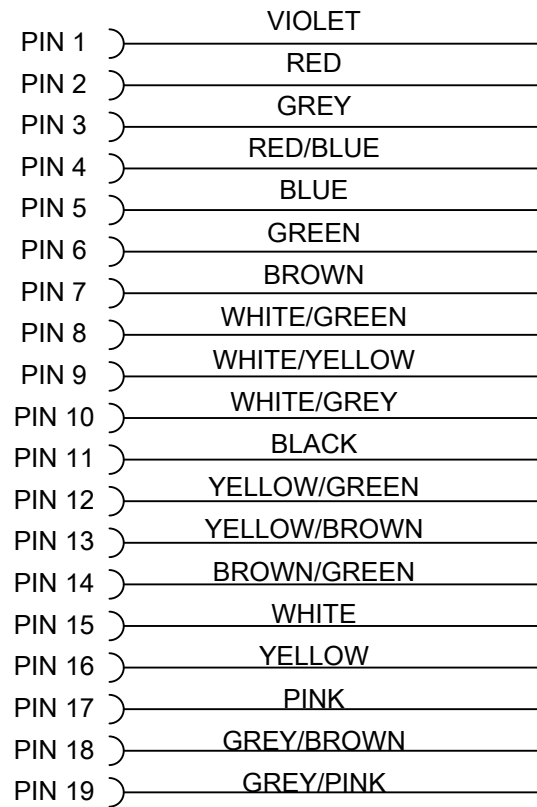 PIN 1 VIOLET
PIN 2 RED
PIN 3 GREY
PIN 4 RED/BLUE
PIN 5 BLUE
PIN 6 GREEN
PIN 7 BROWN
PIN 8 WHITE/GREEN
PIN 9 WHITE/YELLOW
PIN 10 WHITE/GREY
PIN 11 BLACK
PIN 12 YELLOW/GREEN
PIN 13 YELLOW/BROWN
PIN 14 BROWN/GREEN
PIN 15 WHITE
PIN 16 YELLOW
PIN 17 PINK
PIN 18 GREY/BROWN
PIN 19 GREY/PINK